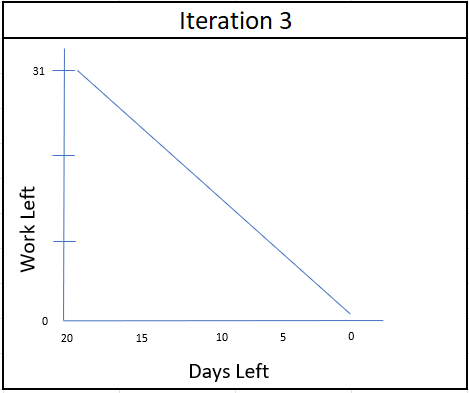 Iteration 3
31
Work Left
0
20 15 10 5 0
Days Left